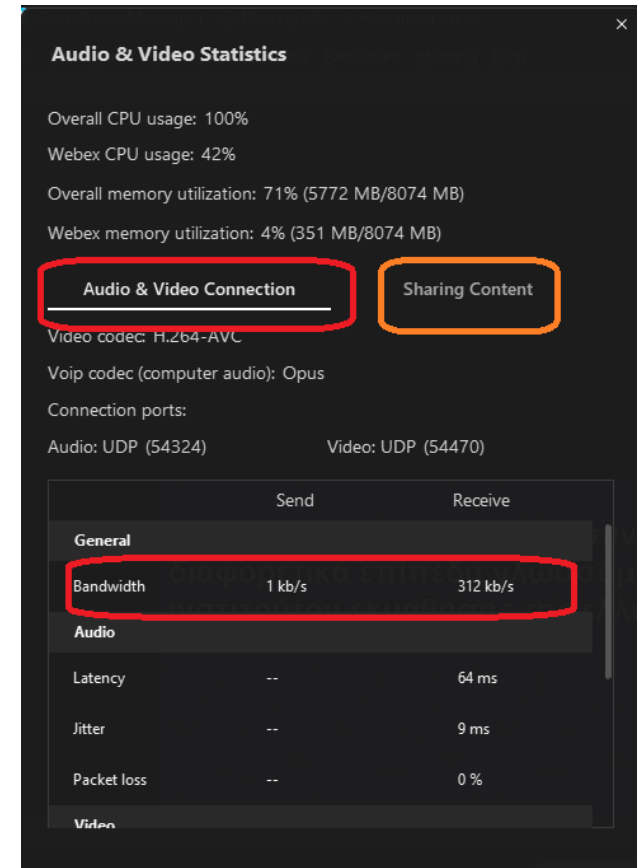 ×
Audio & Video Statistics
Overall CPU usage: 100%
Webex CPU usage: 42%
Overall memory utilization: 71% (5772 MB/8074 MB)
Webex memory utilization: 4% (351 MB/8074 MB)
Audio & Video Connection Sharing Content
Video codec: H.264-AVC
Voip codec (computer audio): Opus
Connection ports:
Audio: UDP (54324) Video: UDP (54470)
Send Receive
General
Bandwidth 1 kb/s 312 kb/s
Audio
Latency -- 64 ms
Jitter -- 9 ms
Packet loss -- 0 %
Video